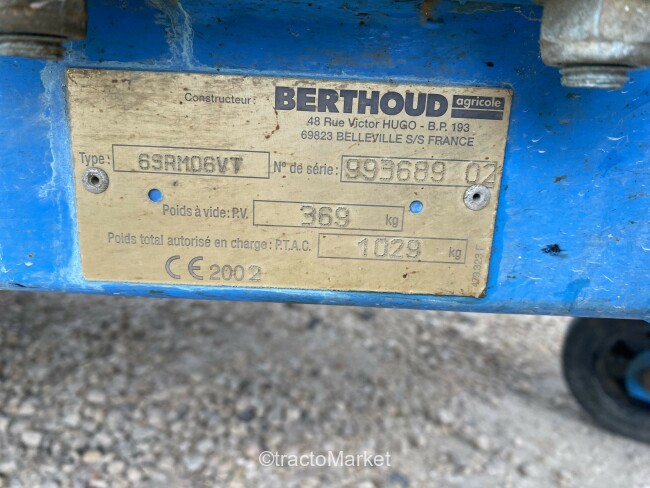 Constructeur: BERTHOUD agricole
48 Rue Victor HUGO - B.P. 193
69823 BELLEVILLE S/S FRANCE
Type: 69RMD6VT N° de série: 993689 02
Poids à vide: P.V. 369 kg
Poids total autorisé en charge: P.T.A.C. 1029 kg
CE 2002
©tractoMarket